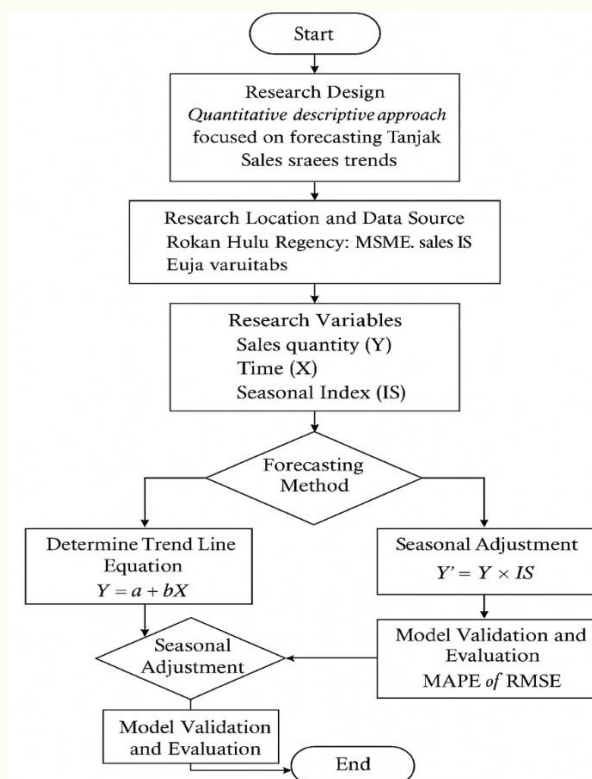 Start
Research Design
Quantitative descriptive approach
focused on forecasting Tanjak
Sales sraees trends
Research Location and Data Source
Rokan Hulu Regency: MSME. sales IS
Euja varuitabs
Research Variables
Sales quantity (Y)
Time (X)
Seasonal Index (IS)
Forecasting
Method
Determine Trend Line
Equation
Y = a + bX
Seasonal Adjustment
Y' = Y × IS
Seasonal
Adjustment
Model Validation and
Evaluation
MAPE of RMSE
Model Validation
and Evaluation
End